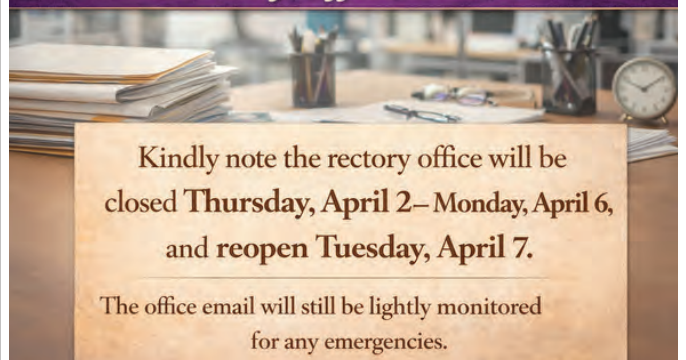 Kindly note the rectory office will be
closed Thursday, April 2– Monday, April 6,
and reopen Tuesday, April 7.
The office email will still be lightly monitored
for any emergencies.